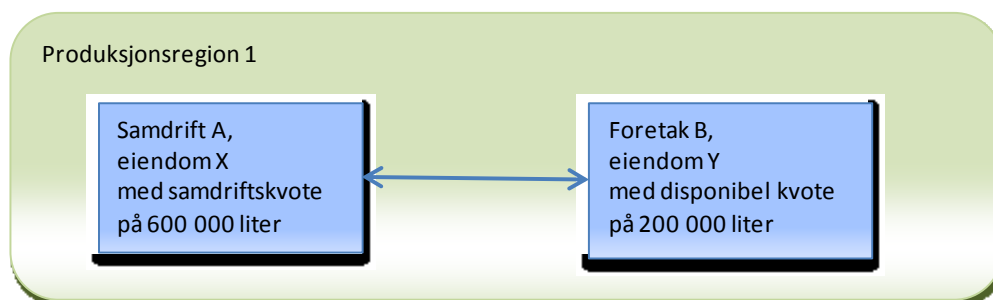 Produksjonsregion 1
Samdrift A,
eiendom X
med samdriftskvote
på 600 000 liter
Foretak B,
eiendom Y
med disponibel kvote
på 200 000 liter